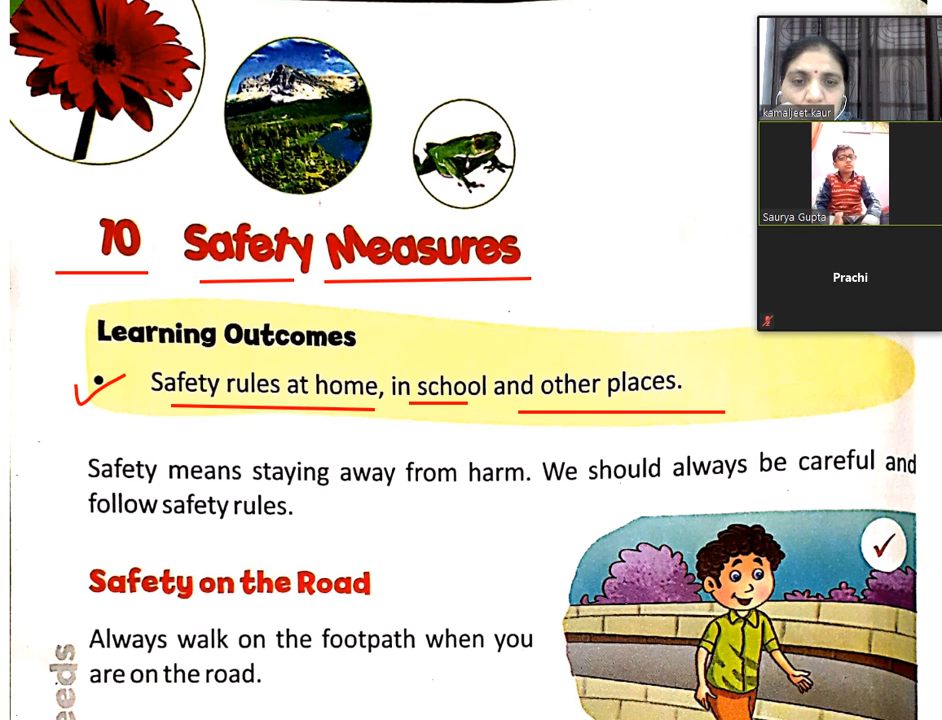 10 Safety Measures
Learning Outcomes
• Safety rules at home, in school and other places.
Safety means staying away from harm. We should always be careful and
follow safety rules.
Safety on the Road
Always walk on the footpath when you
are on the road.
eeds
kamaljeet kaur
Saurya Gupta
Prachi